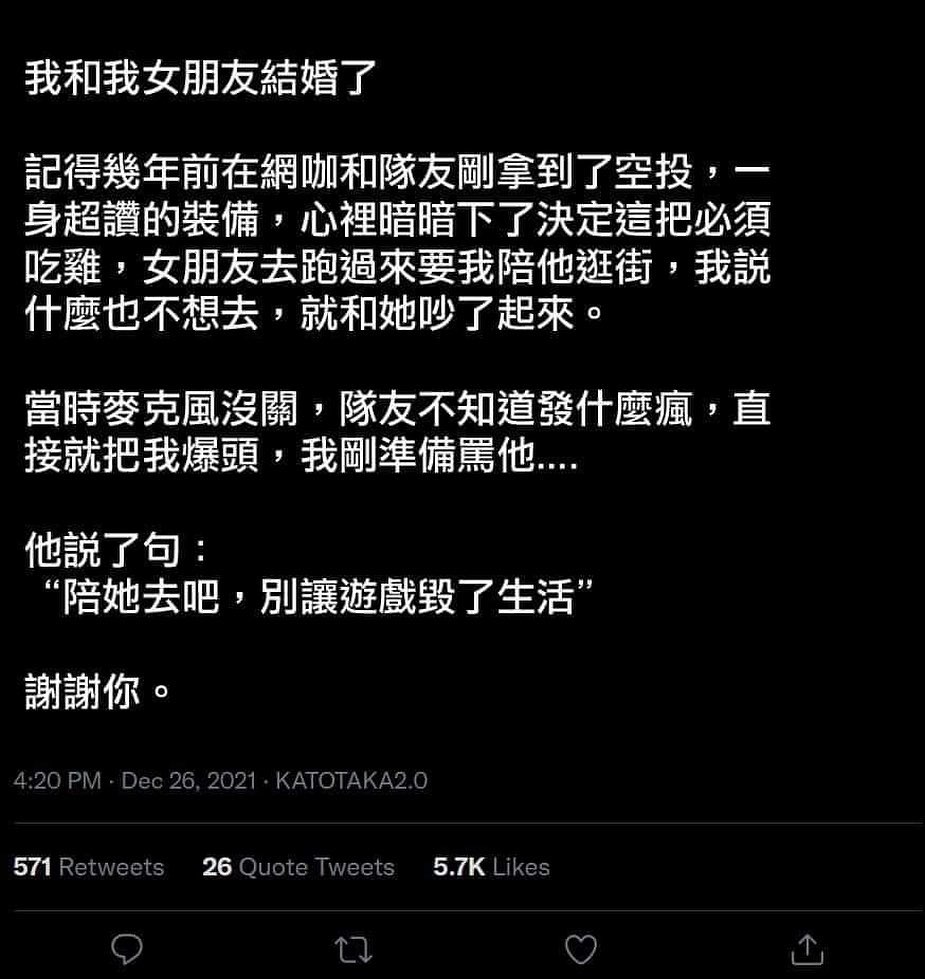 我和我女朋友結婚了
記得幾年前在網咖和隊友剛拿到了空投，一
身超讚的裝備，心裡暗暗下了決定這把必須
吃雞，女朋友去跑過來要我陪他逛街，我説
什麼也不想去，就和她吵了起來。
當時麥克風沒關，隊友不知道發什麼瘋，直
接就把我爆頭，我剛準備罵他....
他説了句：
“陪她去吧，別讓遊戲毀了生活”
謝謝你。
4:20 PM · Dec 26, 2021 · KATOTAKA2.0
571 Retweets 26 Quote Tweets 5.7K Likes